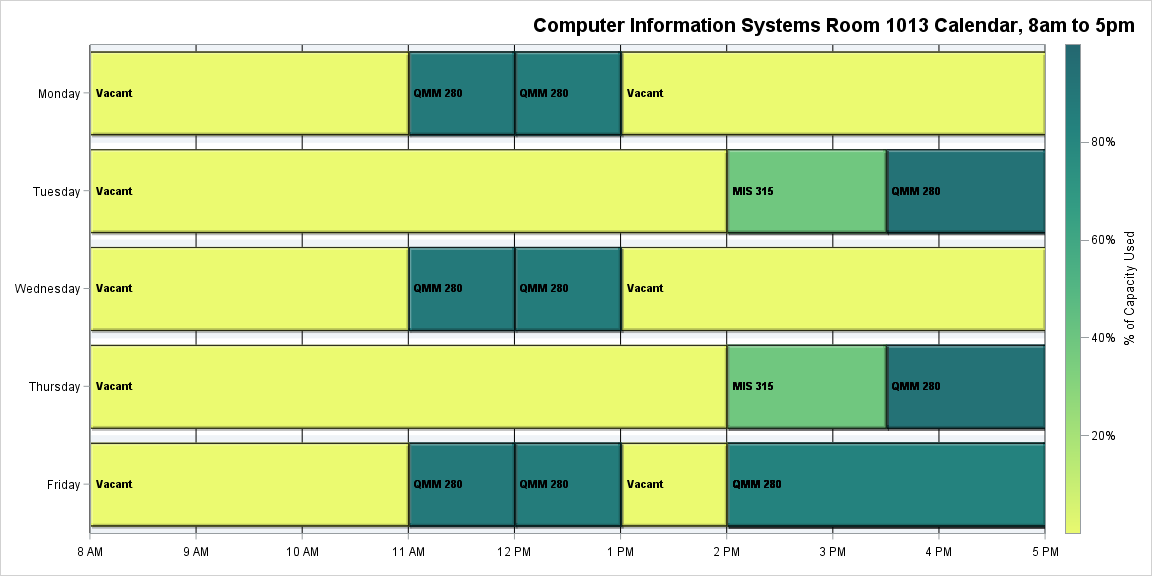 Computer Information Systems Room 1013 Calendar, 8am to 5pm
Monday
Vacant
QMM 280
QMM 280
Vacant
Tuesday
Vacant
MIS 315
QMM 280
Wednesday
Vacant
QMM 280
QMM 280
Vacant
Thursday
Vacant
MIS 315
QMM 280
Friday
Vacant
QMM 280
QMM 280
Vacant
QMM 280
8 AM
9 AM
10 AM
11 AM
12 PM
1 PM
2 PM
3 PM
4 PM
5 PM
80%
60%
40%
20%
% of Capacity Used